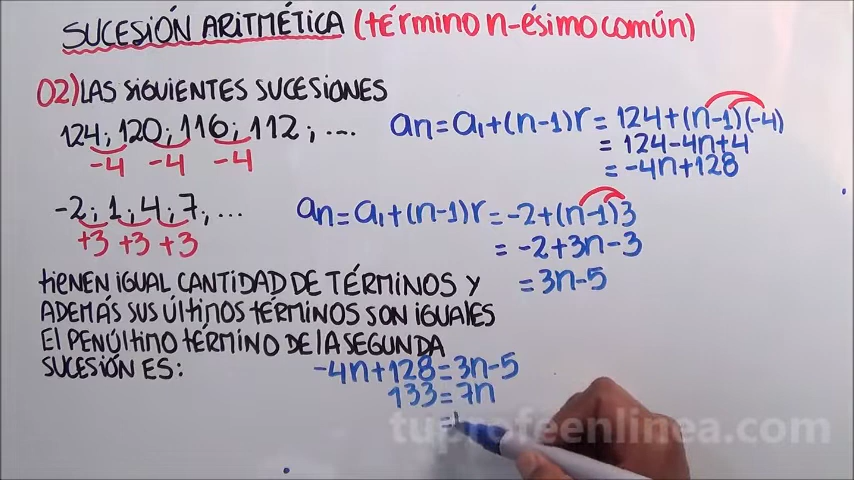 SUCESIÓN ARITMÉTICA (término n-ésimo común)
02) LAS SIGUIENTES SUCESIONES
124; 120; 116; 112; ... an = a₁+(n-1)r = 124+(n-1)(-4)
-4 -4 -4 = 124-4n+4
= -4n+128
-2; 1; 4; 7; ... an = a₁+(n-1)r = -2+(n-1)3
+3 +3 +3 = -2+3n-3
tiENEN IGUAL CANTIDAD DE TÉRMINOS Y = 3n-5
ADEMÁS SUS ÚLTIMOS TÉRMINOS SON IGUALES
El PENÚLTIMO TÉRMINO DE LA SEGUNDA
SUCESIÓN ES: -4n+128=3n-5
133=7n
=
tuprofeenlinea.com